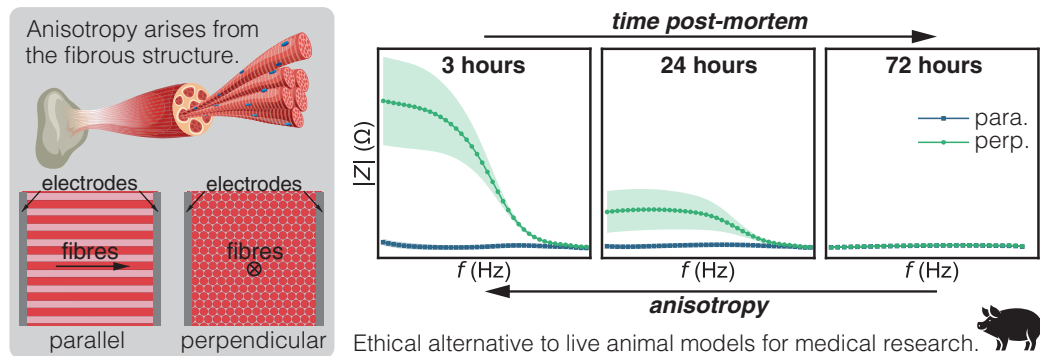 Anisotropy arises from
the fibrous structure.
electrodes
electrodes
fibres
fibres
parallel
perpendicular
time post-mortem
3 hours
24 hours
72 hours
para.
perp.
|Z| (Ω)
f (Hz)
f (Hz)
f (Hz)
anisotropy
Ethical alternative to live animal models for medical research.